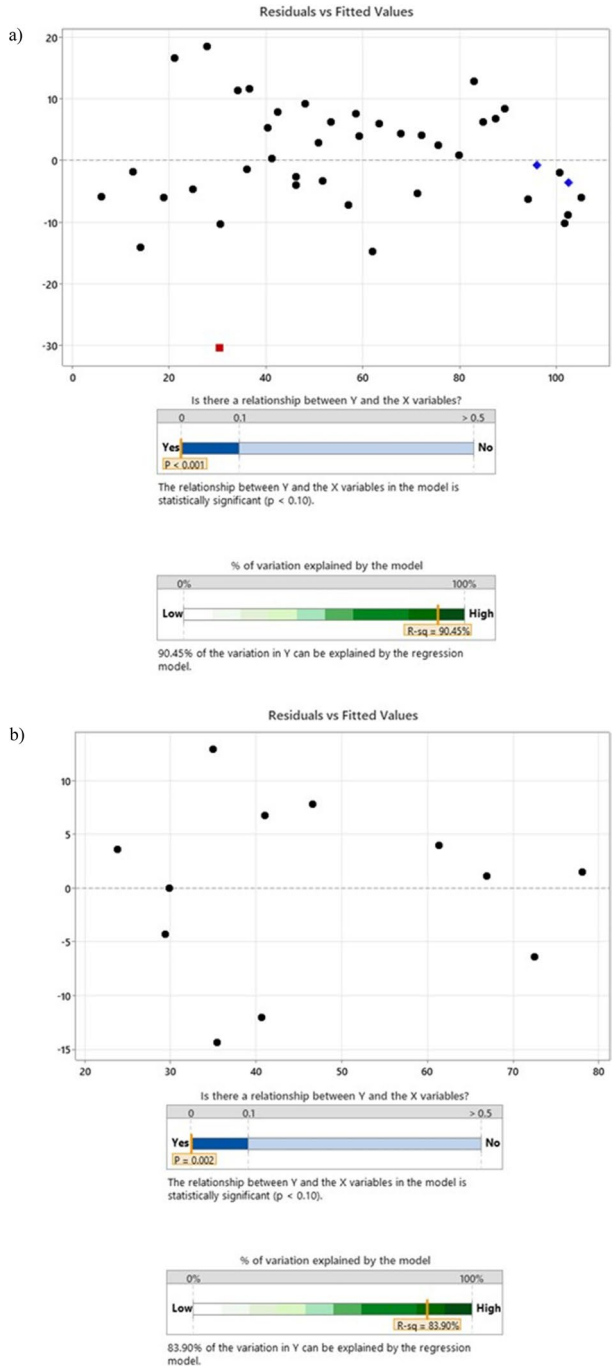 a)
Residuals vs Fitted Values
20
10
0
-10
-20
-30
0 20 40 60 80 100
Is there a relationship between Y and the X variables?
0 0.1 > 0.5
Yes No
P < 0.001
The relationship between Y and the X variables in the model is
statistically significant (p < 0.10).
% of variation explained by the model
0% 100%
Low High
R-sq = 90.45%
90.45% of the variation in Y can be explained by the regression
model.
b)
Residuals vs Fitted Values
10
5
0
-5
-10
-15
20 30 40 50 60 70 80
Is there a relationship between Y and the X variables?
0 0.1 > 0.5
Yes No
P = 0.002
The relationship between Y and the X variables in the model is
statistically significant (p < 0.10).
% of variation explained by the model
0% 100%
Low High
R-sq = 83.90%
83.90% of the variation in Y can be explained by the regression
model.